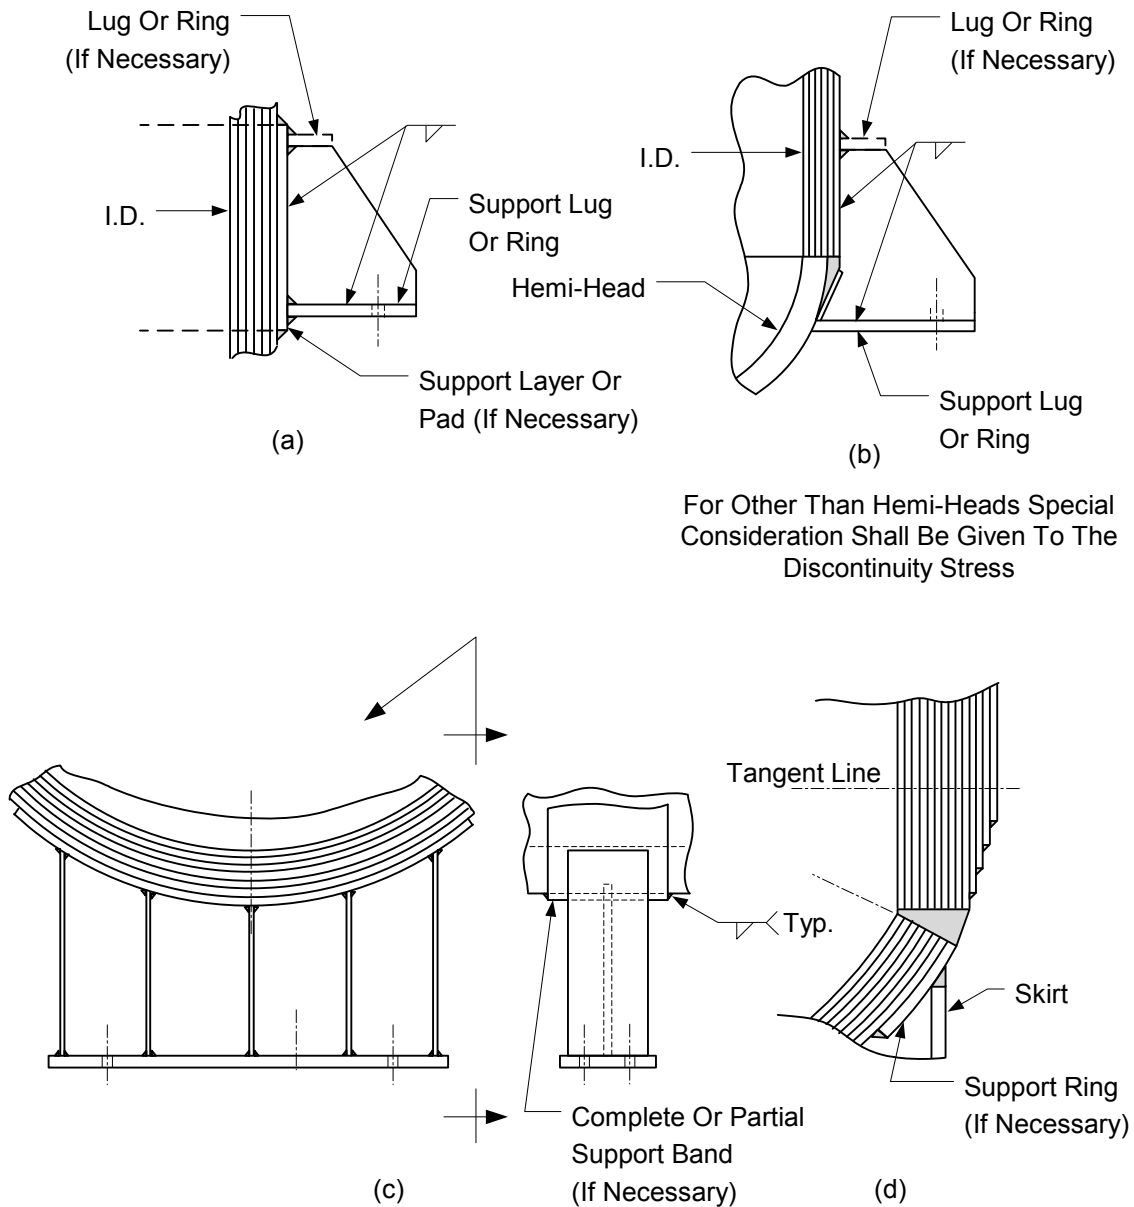 Lug Or Ring
(If Necessary)
I.D.
Support Lug
Or Ring
Support Layer Or
Pad (If Necessary)
(a)
Lug Or Ring
(If Necessary)
I.D.
Hemi-Head
Support Lug
Or Ring
(b)
For Other Than Hemi-Heads Special
Consideration Shall Be Given To The
Discontinuity Stress
Typ.
Complete Or Partial
Support Band
(If Necessary)
(c)
Tangent Line
Skirt
Support Ring
(If Necessary)
(d)